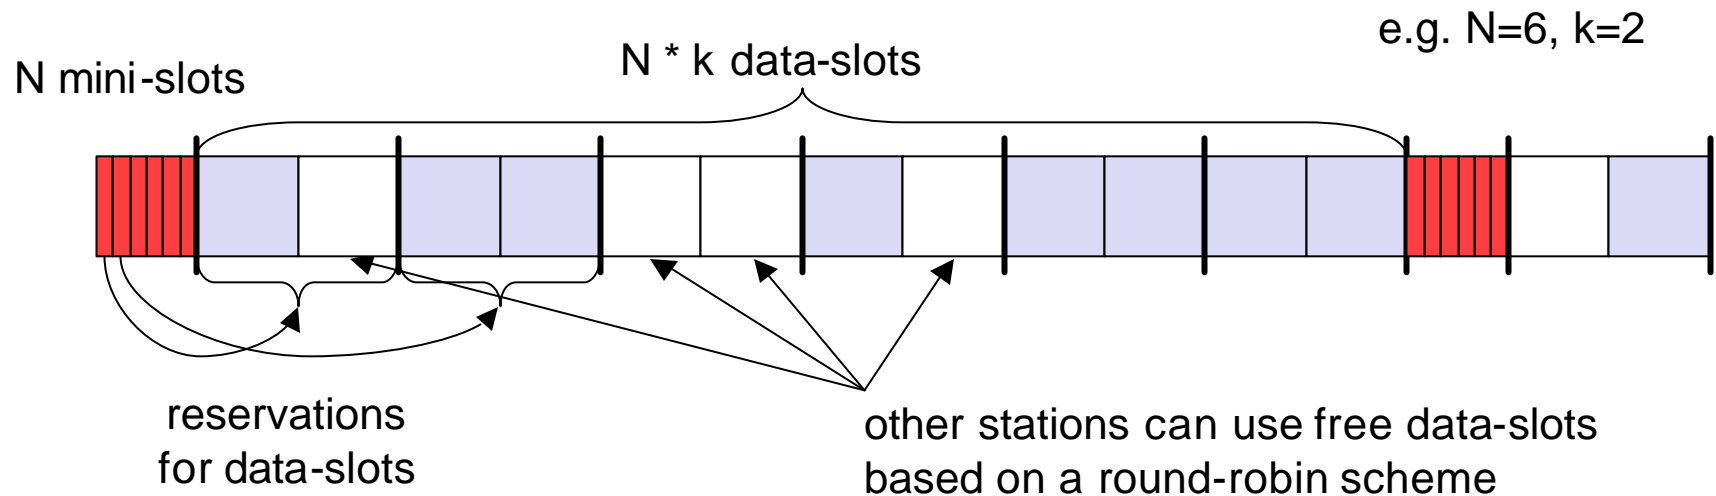 e.g. N=6, k=2
N * k data-slots
N mini-slots
reservations
for data-slots
other stations can use free data-slots
based on a round-robin scheme